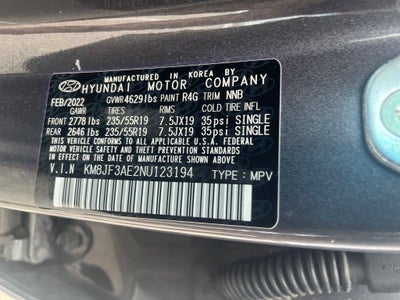 MANUFACTURED IN KOREA BY
HYUNDAI MOTOR COMPANY
FEB/2022 GVWR4629lbs PAINT R4G TRIM NNB
GAWR TIRES RIMS COLD TIRE INFL
FRONT 2778lbs 235/55R19 7.5JX19 35psi SINGLE
REAR 2646lbs 235/55R19 7.5JX19 35psi SINGLE
THIS VEHICLE CONFORMS TO ALL APPLICABLE
FEDERAL MOTOR VEHICLE SAFETY AND THEFT
PREVENTION STANDARDS IN EFFECT ON THE
DATE OF MANUFACTURE SHOWN ABOVE.
V.I.N KM8JF3AE2NU123194 TYPE : MPV